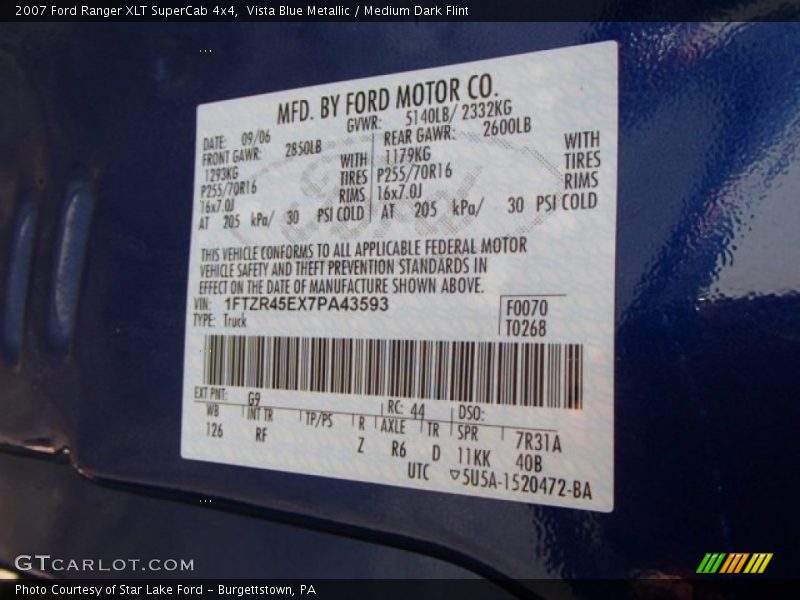 2007 Ford Ranger XLT SuperCab 4x4,  Vista Blue Metallic / Medium Dark Flint
MFD. BY FORD MOTOR CO.
DATE: 09/06 GVWR: 5140LB/ 2332KG
FRONT GAWR: 2850LB REAR GAWR: 2600LB
1293KG WITH 1179KG WITH
P255/70R16 TIRES P255/70R16 TIRES
16x7.0J RIMS 16x7.0J RIMS
AT 205 kPa/ 30 PSI COLD AT 205 kPa/ 30 PSI COLD
THIS VEHICLE CONFORMS TO ALL APPLICABLE FEDERAL MOTOR
VEHICLE SAFETY AND THEFT PREVENTION STANDARDS IN
EFFECT ON THE DATE OF MANUFACTURE SHOWN ABOVE.
VIN: 1FTZR45EX7PA43593 F0070
TYPE: Truck T0268
EXT PNT: G9 RC: 44 DSO:
WB INT TR TP/PS R AXLE TR SPR 7R31A
126 RF Z R6 D 11KK 40B
UTC ▽5U5A-1520472-BA
GTCARLOT.COM
Photo Courtesy of Star Lake Ford - Burgettstown, PA